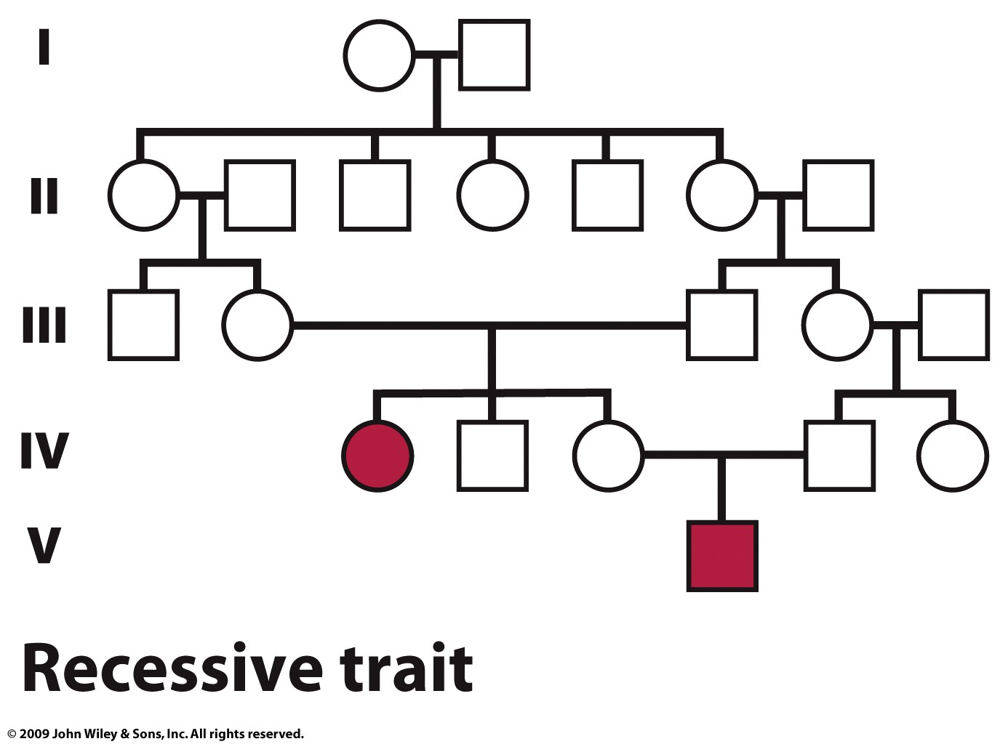 I
II
III
IV
V
Recessive trait
© 2009 John Wiley & Sons, Inc. All rights reserved.